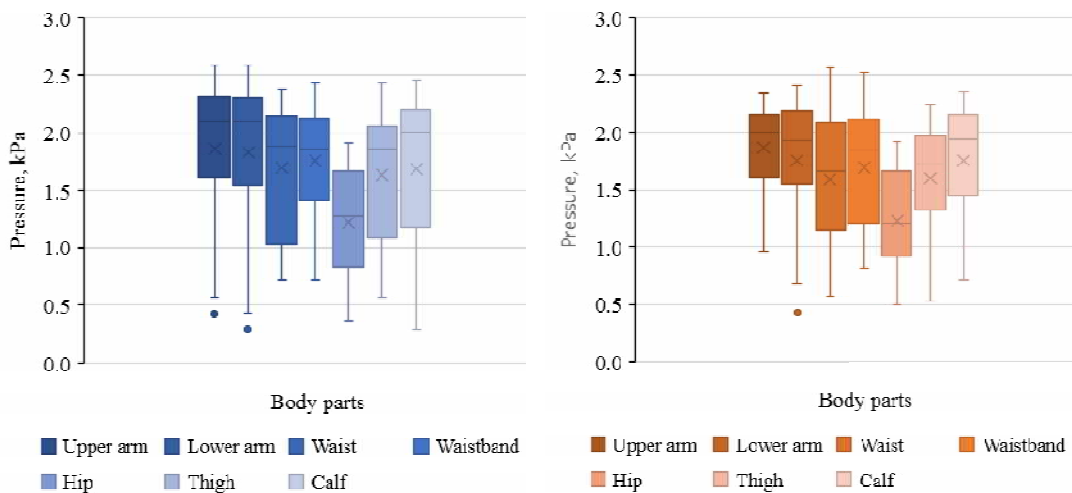 3.0
2.5
2.0
1.5
1.0
0.5
0.0
Pressure, kPa
Body parts
Upper arm Lower arm Waist Waistband
Hip Thigh Calf
3.0
2.5
2.0
1.5
1.0
0.5
0.0
Pressure, kPa
Body parts
Upper arm Lower arm Waist Waistband
Hip Thigh Calf